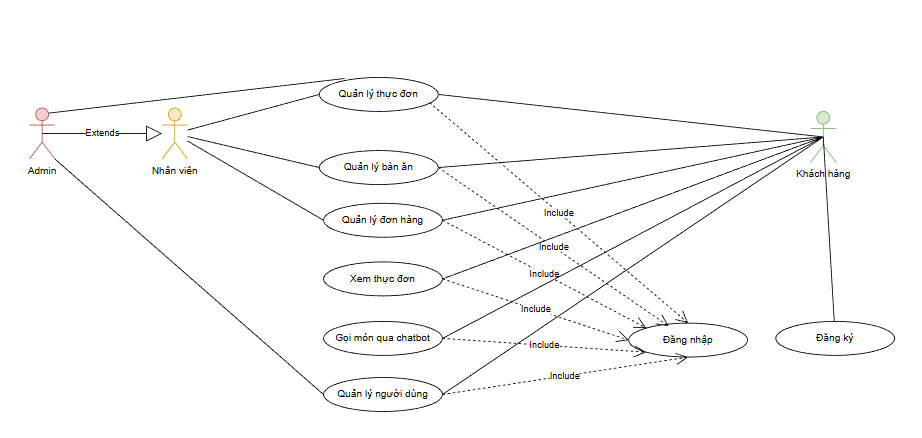 Quản lý thực đơn
Extends
Admin
Nhân viên
Khách hàng
Quản lý bàn ăn
Quản lý đơn hàng
Include
Include
Include
Xem thực đơn
Include
Gọi món qua chatbot
Include
Đăng nhập
Đăng ký
Include
Quản lý người dùng